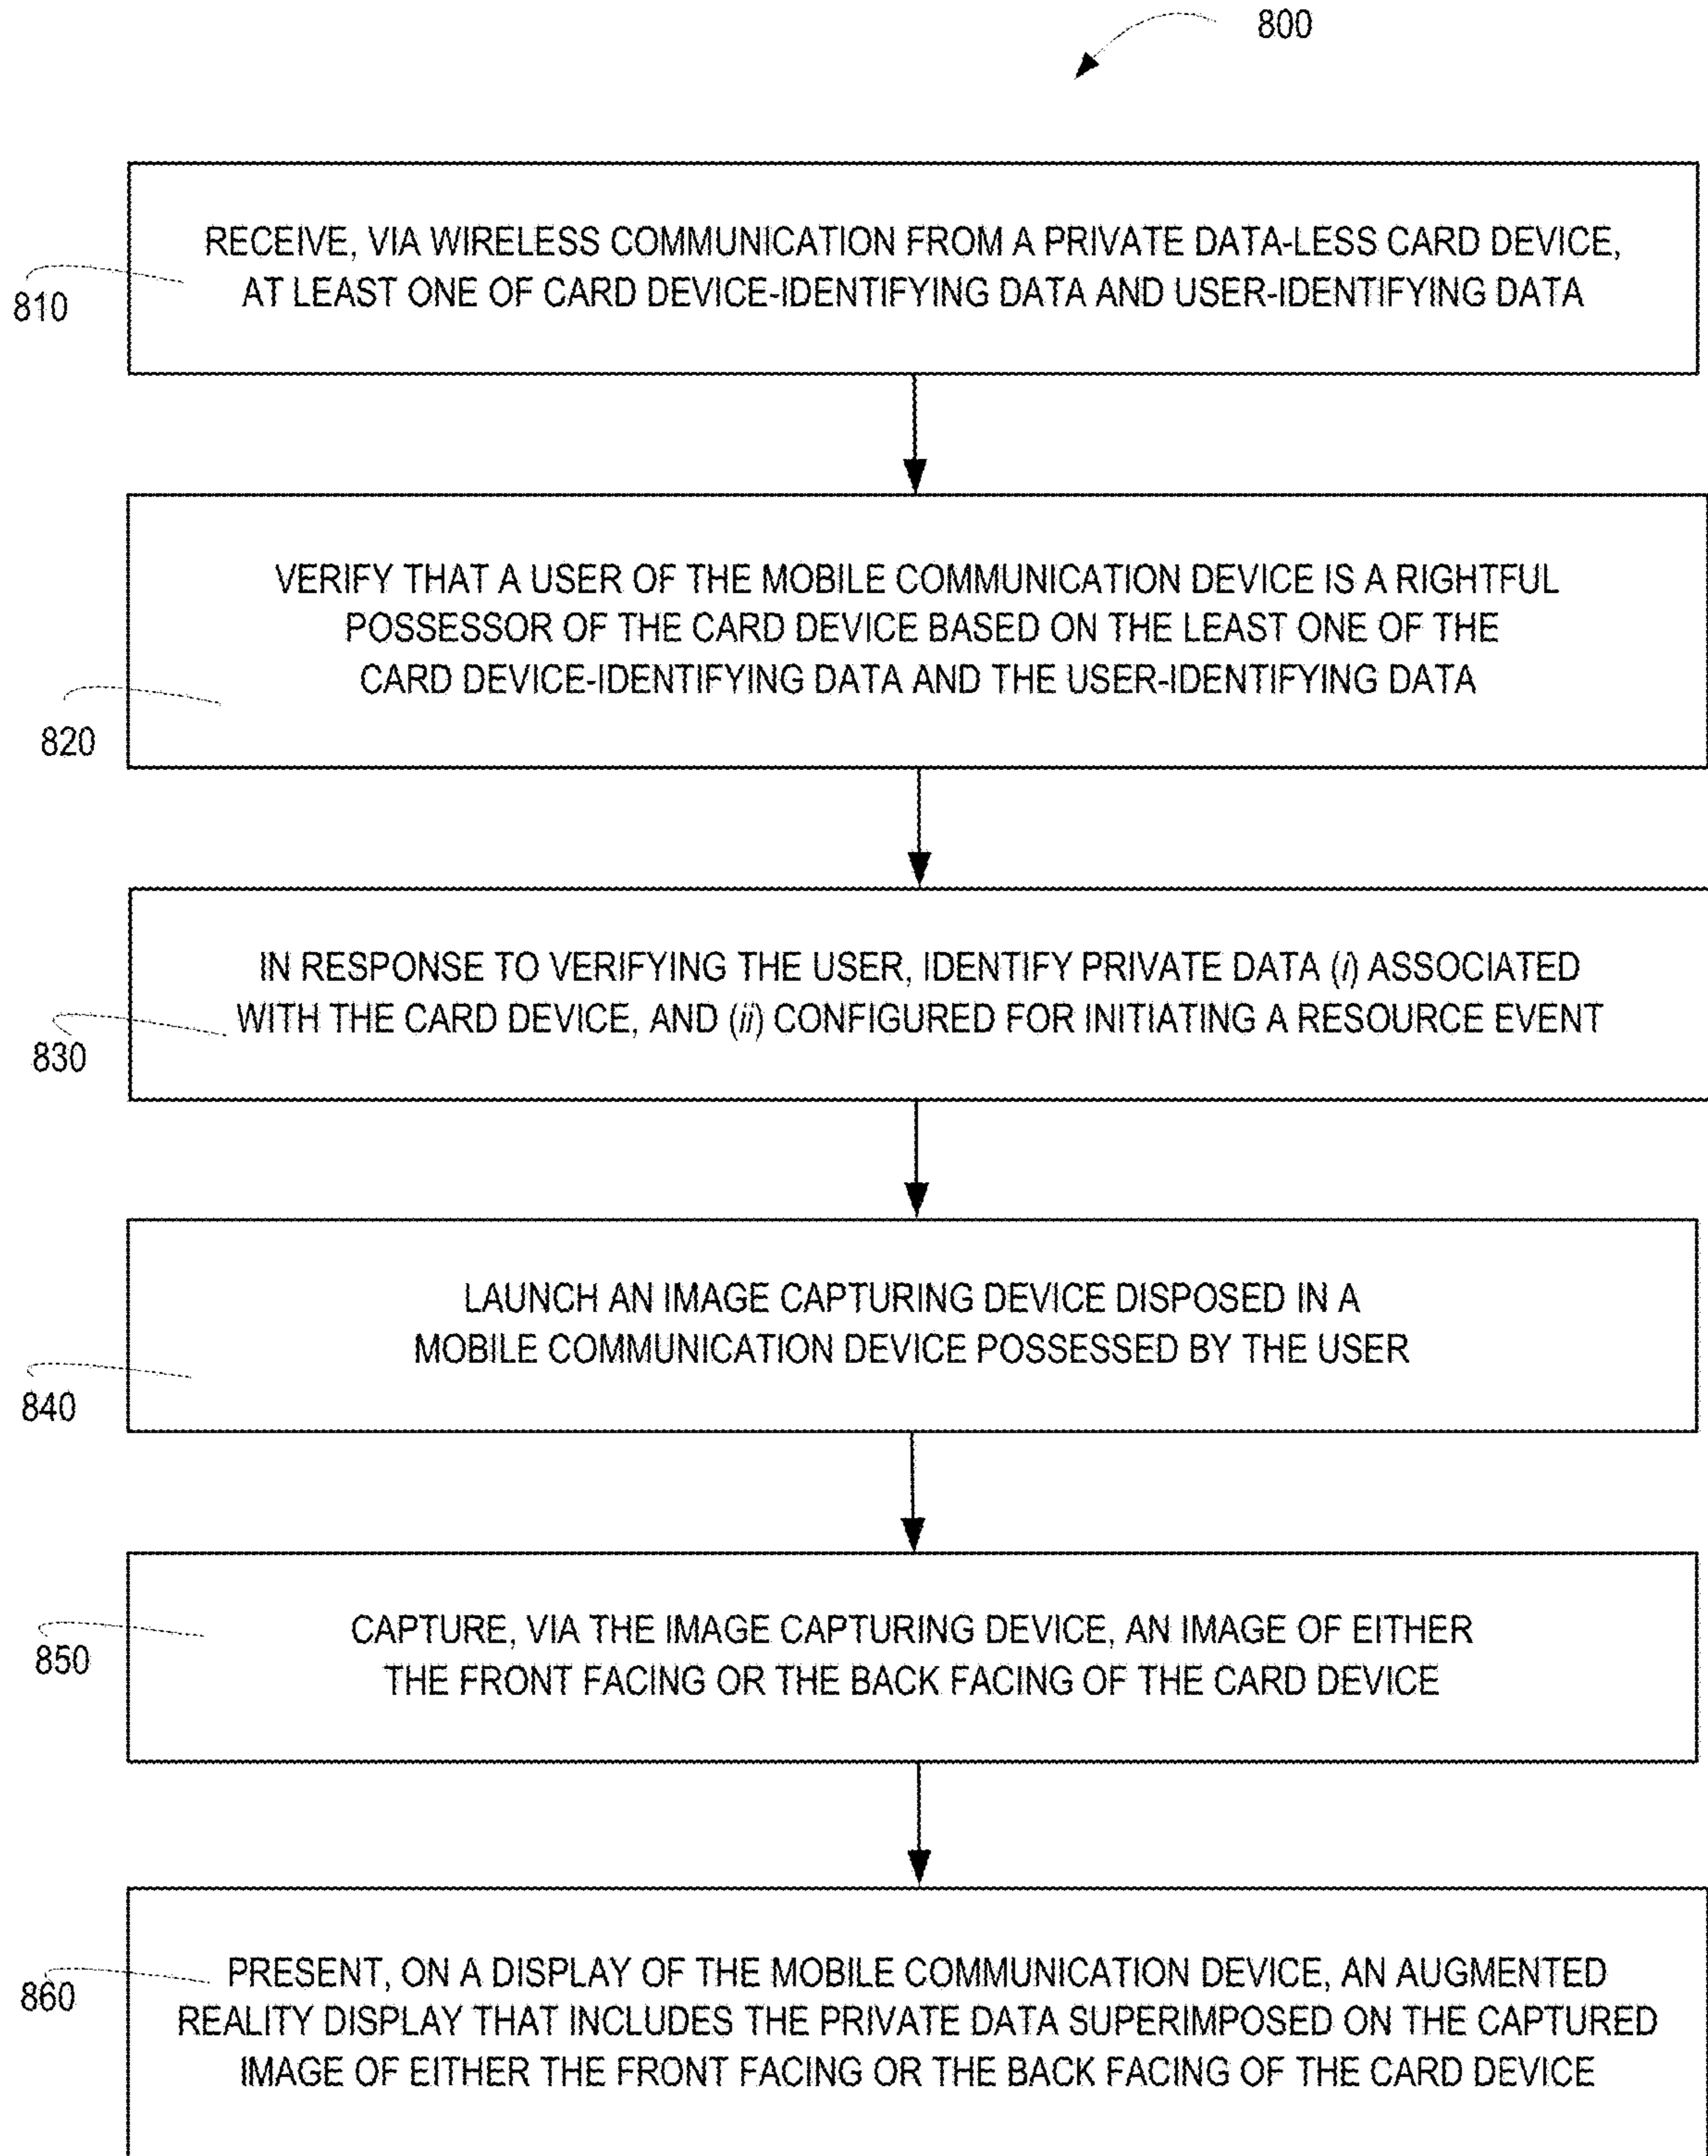 800
RECEIVE, VIA WIRELESS COMMUNICATION FROM A PRIVATE DATA-LESS CARD DEVICE,
AT LEAST ONE OF CARD DEVICE-IDENTIFYING DATA AND USER-IDENTIFYING DATA
810
VERIFY THAT A USER OF THE MOBILE COMMUNICATION DEVICE IS A RIGHTFUL
POSSESSOR OF THE CARD DEVICE BASED ON THE LEAST ONE OF THE
CARD DEVICE-IDENTIFYING DATA AND THE USER-IDENTIFYING DATA
820
IN RESPONSE TO VERIFYING THE USER, IDENTIFY PRIVATE DATA (i) ASSOCIATED
WITH THE CARD DEVICE, AND (ii) CONFIGURED FOR INITIATING A RESOURCE EVENT
830
LAUNCH AN IMAGE CAPTURING DEVICE DISPOSED IN A
MOBILE COMMUNICATION DEVICE POSSESSED BY THE USER
840
CAPTURE, VIA THE IMAGE CAPTURING DEVICE, AN IMAGE OF EITHER
THE FRONT FACING OR THE BACK FACING OF THE CARD DEVICE
850
PRESENT, ON A DISPLAY OF THE MOBILE COMMUNICATION DEVICE, AN AUGMENTED
REALITY DISPLAY THAT INCLUDES THE PRIVATE DATA SUPERIMPOSED ON THE CAPTURED
IMAGE OF EITHER THE FRONT FACING OR THE BACK FACING OF THE CARD DEVICE
860